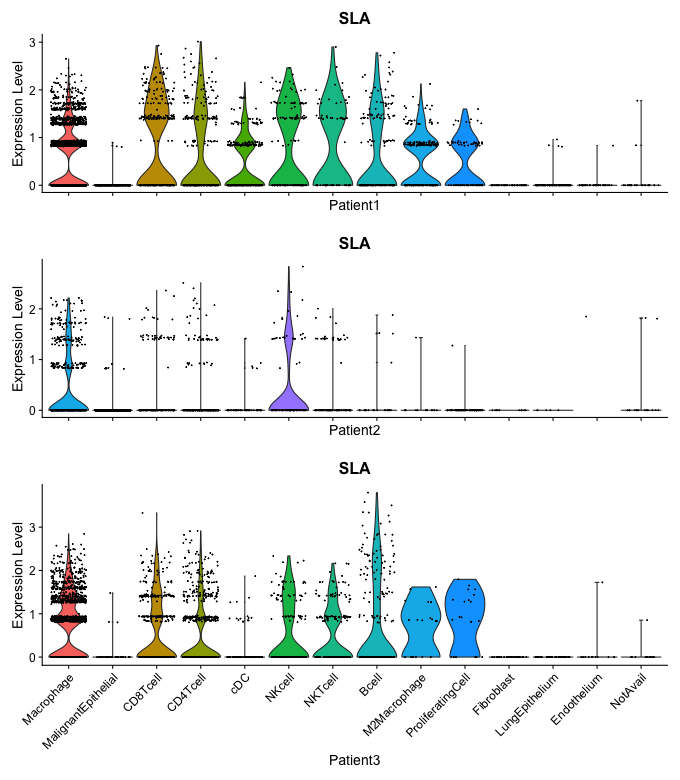 SLA
Expression Level
3
2
1
0
Patient1
SLA
Expression Level
2
1
0
Patient2
SLA
Expression Level
3
2
1
0
Macrophage
MalignantEpithelial
CD8Tcell
CD4Tcell
cDC
NKcell
NKTcell
Bcell
M2Macrophage
ProliferatingCell
Fibroblast
LungEpithelium
Endothelium
NotAvail
Patient3